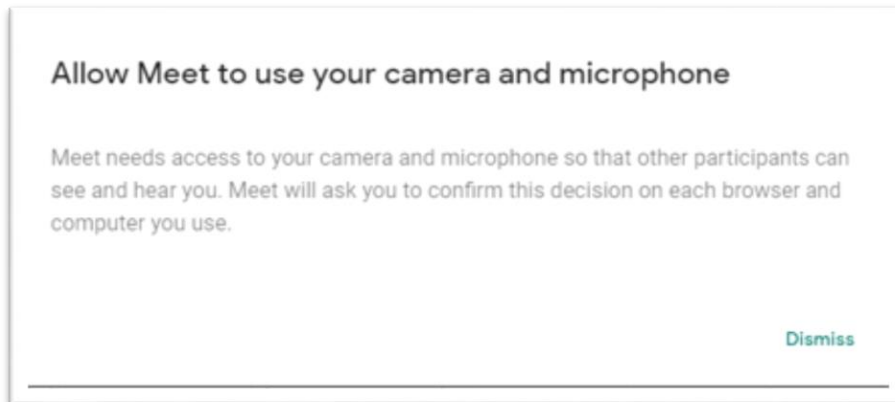 Allow Meet to use your camera and microphone
Meet needs access to your camera and microphone so that other participants can
see and hear you. Meet will ask you to confirm this decision on each browser and
computer you use.
Dismiss